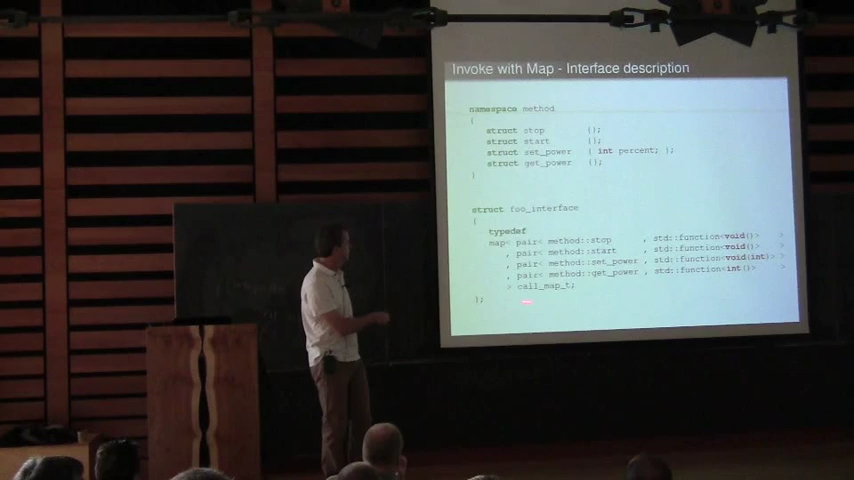 Invoke with Map - Interface description
namespace method
{
struct stop {};
struct start {};
struct set_power { int percent; };
struct get_power {};
}
struct foo_interface
{
typedef
map< pair< method::stop , std::function<void()> >
, pair< method::start , std::function<void()> >
, pair< method::set_power , std::function<void(int)> >
, pair< method::get_power , std::function<int()> >
> call_map_t;
};